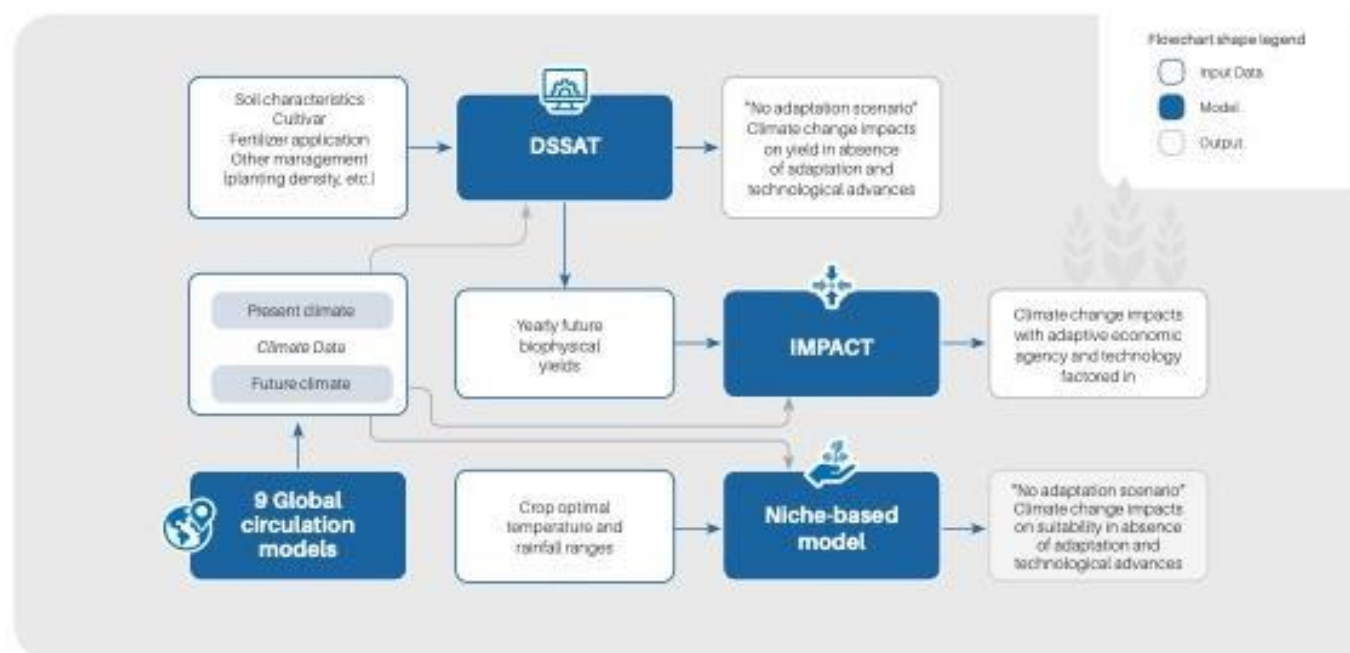 Flowchart shape legend
Input Data
Model
Output
Soil characteristics
Cultivar
Fertilizer application
Other management
(planting density, etc.)
DSSAT
"No adaptation scenario"
Climate change impacts
on yield in absence
of adaptation and
technological advances
Present climate
Climate Data
Future climate
Yearly future
biophysical
yields
IMPACT
Climate change impacts
with adaptive economic
agency and technology
factored in
9 Global
circulation
models
Crop optimal
temperature and
rainfall ranges
Niche-based
model
"No adaptation scenario"
Climate change impacts
on suitability in absence
of adaptation and
technological advances